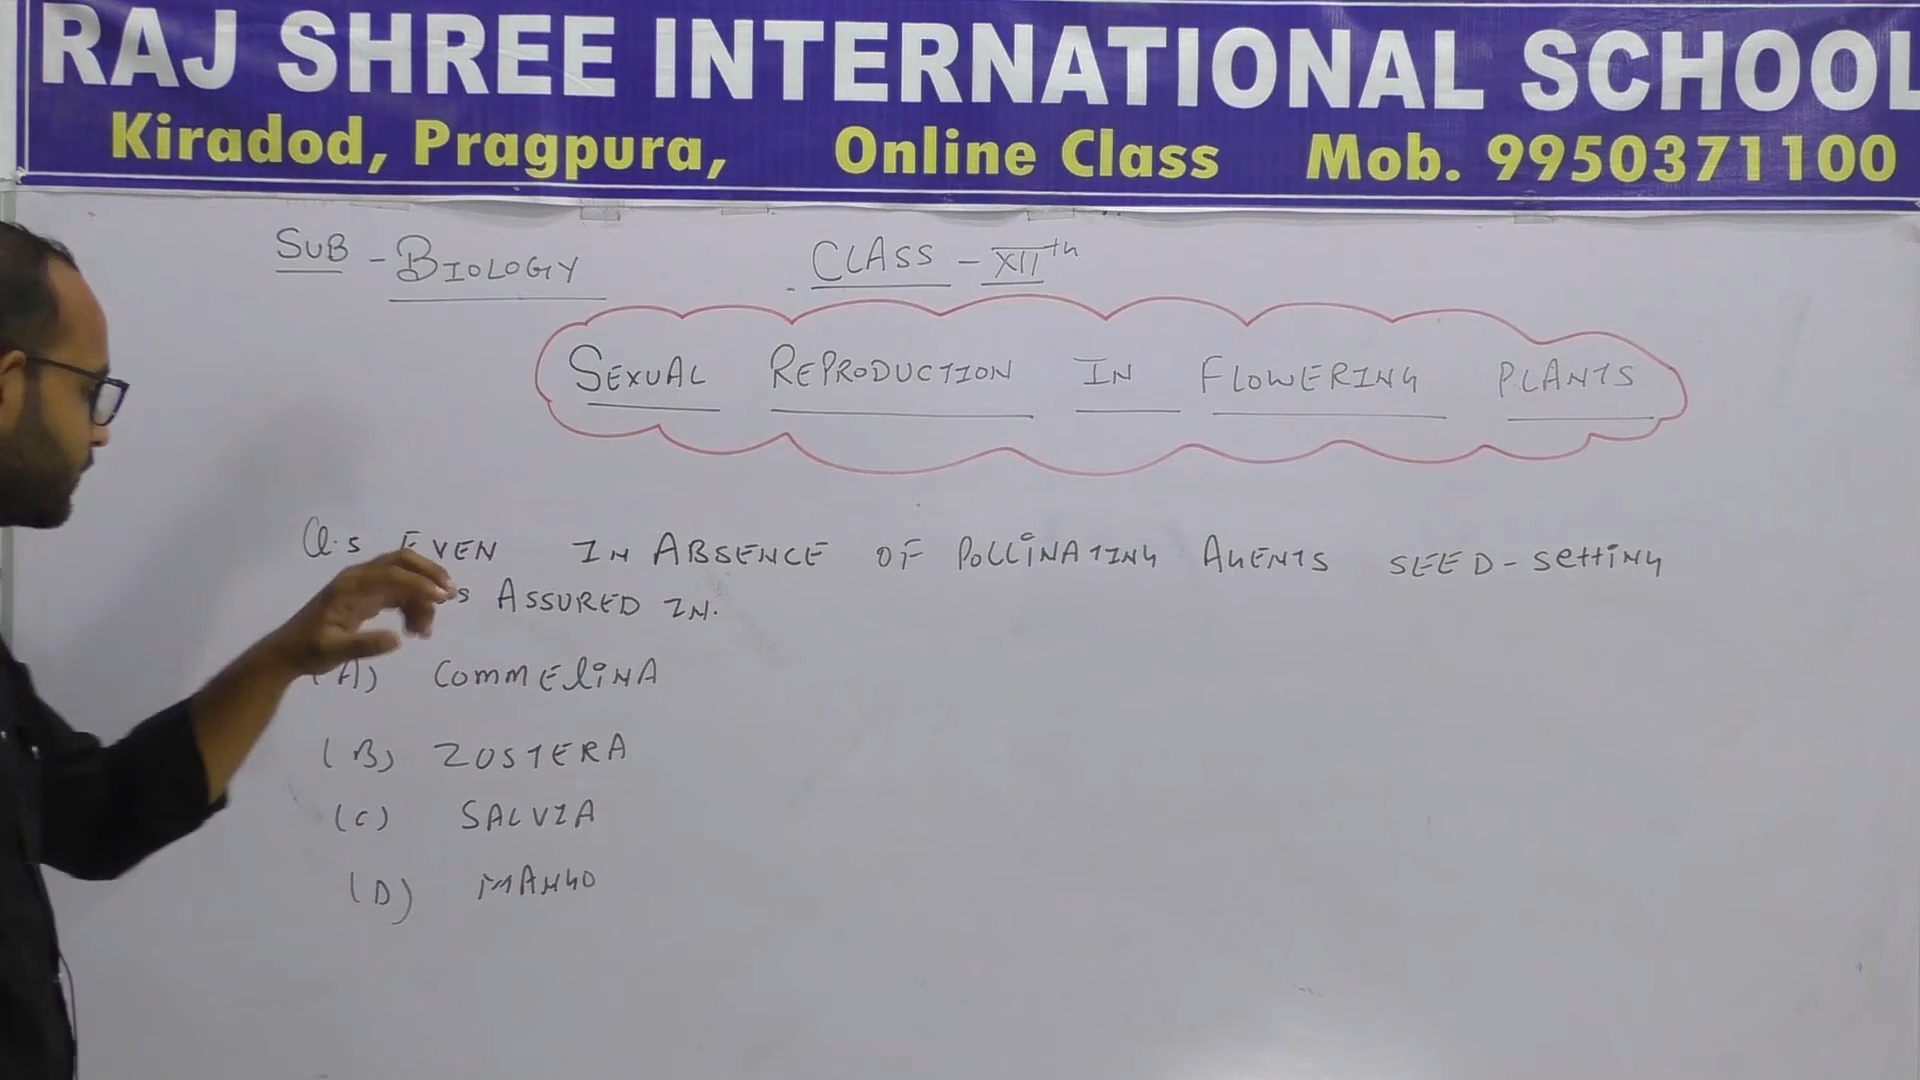 RAJ SHREE INTERNATIONAL SCHOOL
Kiradod, Pragpura, Online Class Mob. 9950371100
SUB - BIOLOGY CLASS - XIIth
SEXUAL REPRODUCTION IN FLOWERING PLANTS
Q.5 EVEN IN ABSENCE OF POLLINATING AGENTS SEED-SETTING
ASSURED IN.
(A) COMMELINA
(B) ZOSTERA
(C) SALVIA
(D) MANGO